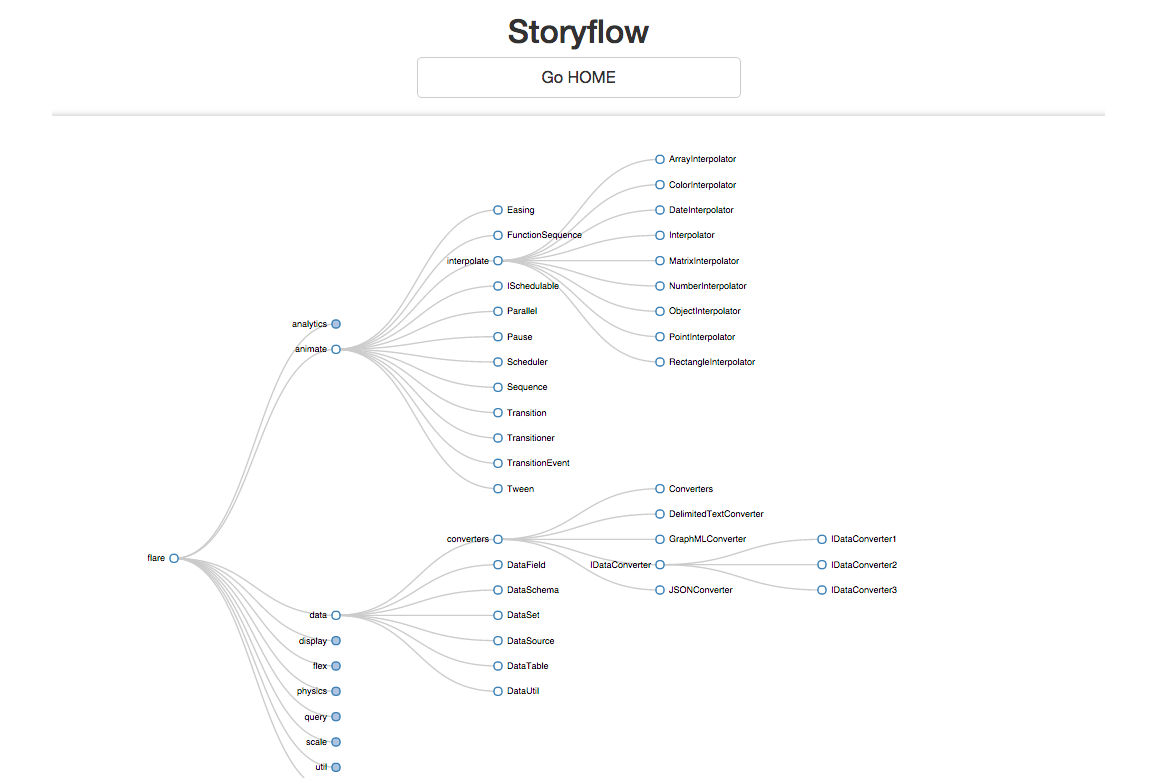 Storyflow
Go HOME
ArrayInterpolator
ColorInterpolator
Easing
DateInterpolator
FunctionSequence
Interpolator
interpolate
MatrixInterpolator
ISchedulable
NumberInterpolator
Parallel
ObjectInterpolator
analytics
Pause
PointInterpolator
animate
Scheduler
RectangleInterpolator
Sequence
Transition
Transitioner
TransitionEvent
Tween
Converters
DelimitedTextConverter
converters
GraphMLConverter
IDataConverter1
flare
DataField
IDataConverter
IDataConverter2
DataSchema
JSONConverter
IDataConverter3
data
DataSet
display
DataSource
flex
DataTable
physics
DataUtil
query
scale
util